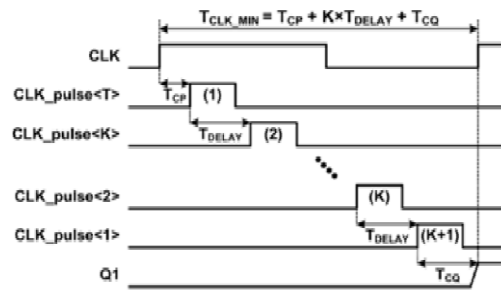 T_CLK_MIN = T_CP + K×T_DELAY + T_CQ
CLK
CLK_pulse<T>
T_CP
(1)
CLK_pulse<K>
T_DELAY
(2)
CLK_pulse<2>
(K)
CLK_pulse<1>
T_DELAY
(K+1)
Q1
T_CQ